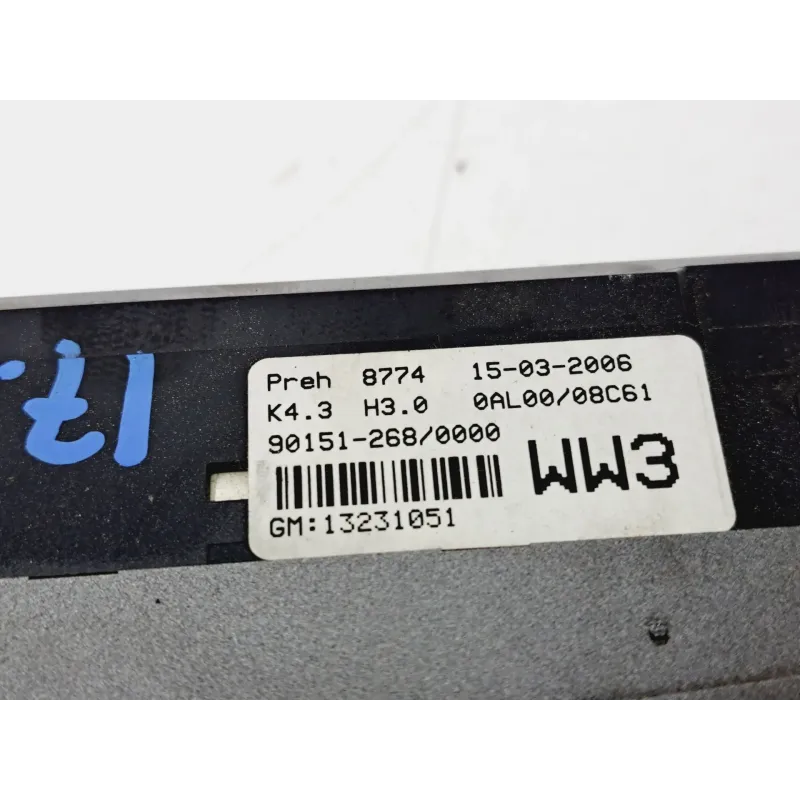 Preh 8774 15-03-2006
K4.3 H3.0 0AL00/08C61
90151-268/0000
WW3
GM:13231051